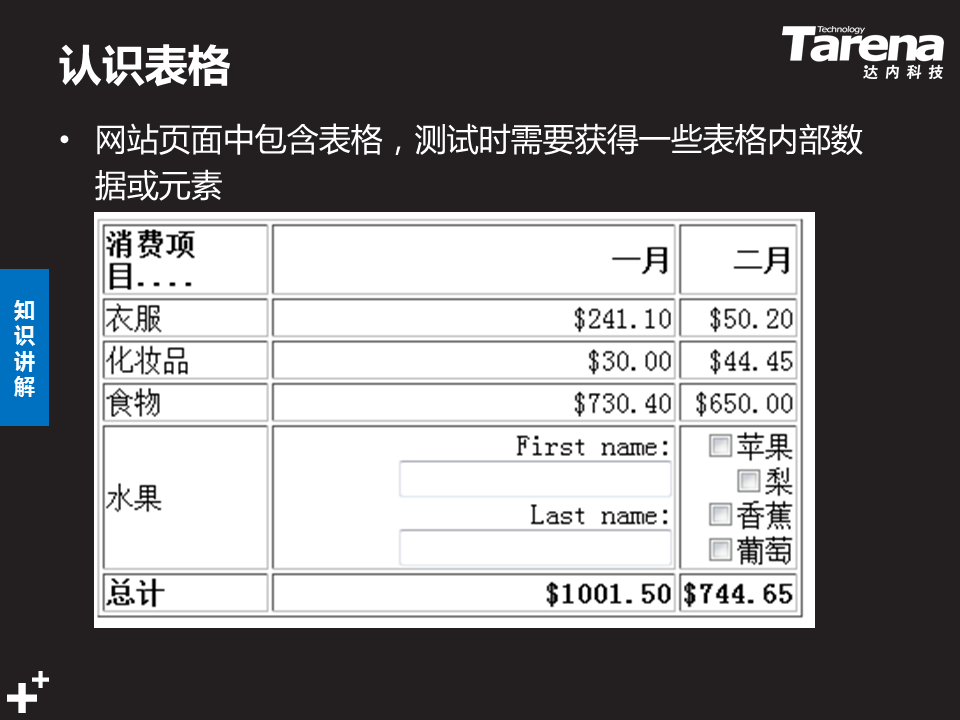 认识表格
Technology
Tarena
达内科技
• 网站页面中包含表格，测试时需要获得一些表格内部数
据或元素
知识讲解
消费项
目....
一月
二月
衣服 $241.10 $50.20
化妆品 $30.00 $44.45
食物 $730.40 $650.00
水果
First name:
Last name:
苹果
梨
香蕉
葡萄
总计 $1001.50 $744.65